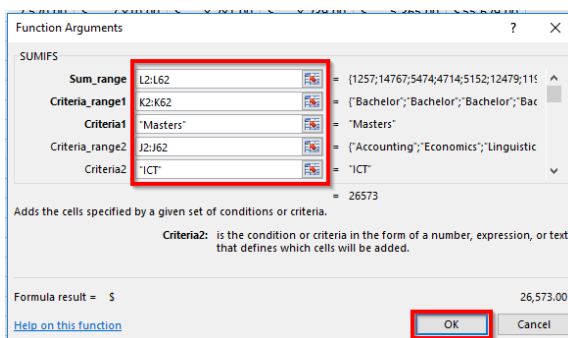 Function Arguments ? ×
SUMIFS
Sum_range L2:L62 = {1257;14767;5474;4714;5152;12479;119
Criteria_range1 K2:K62 = {"Bachelor";"Bachelor";"Bachelor";"Bac
Criteria1 "Masters" = "Masters"
Criteria_range2 J2:J62 = {"Accounting";"Economics";"Linguistic
Criteria2 "ICT" = "ICT"
= 26573
Adds the cells specified by a given set of conditions or criteria.
Criteria2: is the condition or criteria in the form of a number, expression, or text
that defines which cells will be added.
Formula result = $ 26,573.00
Help on this function OK Cancel